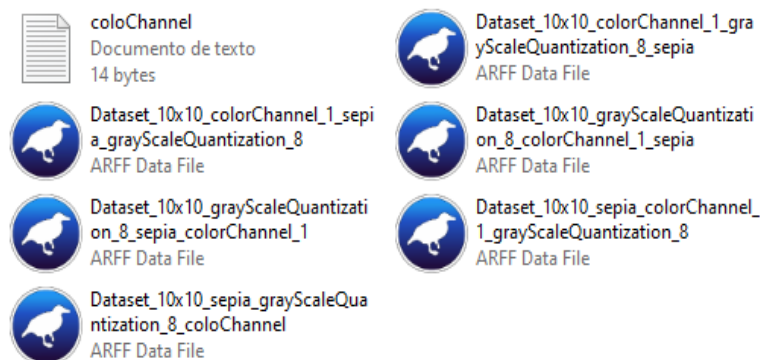 coloChannel
Documento de texto
14 bytes
Dataset_10x10_colorChannel_1_gra
yScaleQuantization_8_sepia
ARFF Data File
Dataset_10x10_colorChannel_1_sepi
a_grayScaleQuantization_8
ARFF Data File
Dataset_10x10_grayScaleQuantizati
on_8_colorChannel_1_sepia
ARFF Data File
Dataset_10x10_grayScaleQuantizati
on_8_sepia_colorChannel_1
ARFF Data File
Dataset_10x10_sepia_colorChannel_
1_grayScaleQuantization_8
ARFF Data File
Dataset_10x10_sepia_grayScaleQua
ntization_8_coloChannel
ARFF Data File